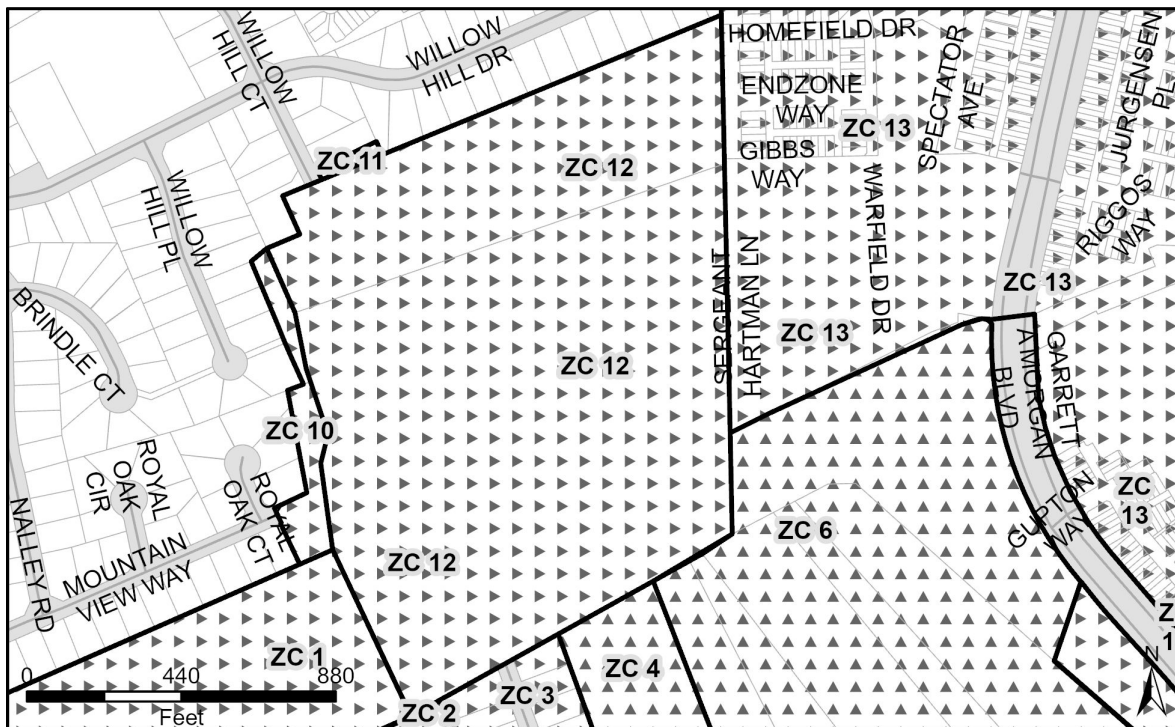 WILLOW
HILL CT
WILLOW
HILL DR
HOMEFIELD DR
ENDZONE
WAY
GIBBS
WAY
ZC 13
SPECTATOR
AVE
JURGENSEN
PL
RIGGOS
WAY
ZC 11
ZC 12
WILLOW
HILL PL
WARFIELD DR
SERGEANT
HARTMAN LN
ZC 13
ZC 13
BRINDLE CT
ZC 12
GARRETT
A MORGAN
BLVD
ZC 10
ROYAL
OAK
CIR
ROYAL
OAK CT
NALLEY RD
MOUNTAIN
VIEW WAY
ZC 12
ZC 6
GUPTON
WAY
ZC
13
ZC 1
ZC 4
ZC 3
ZC 2
0 440 880
Feet
N